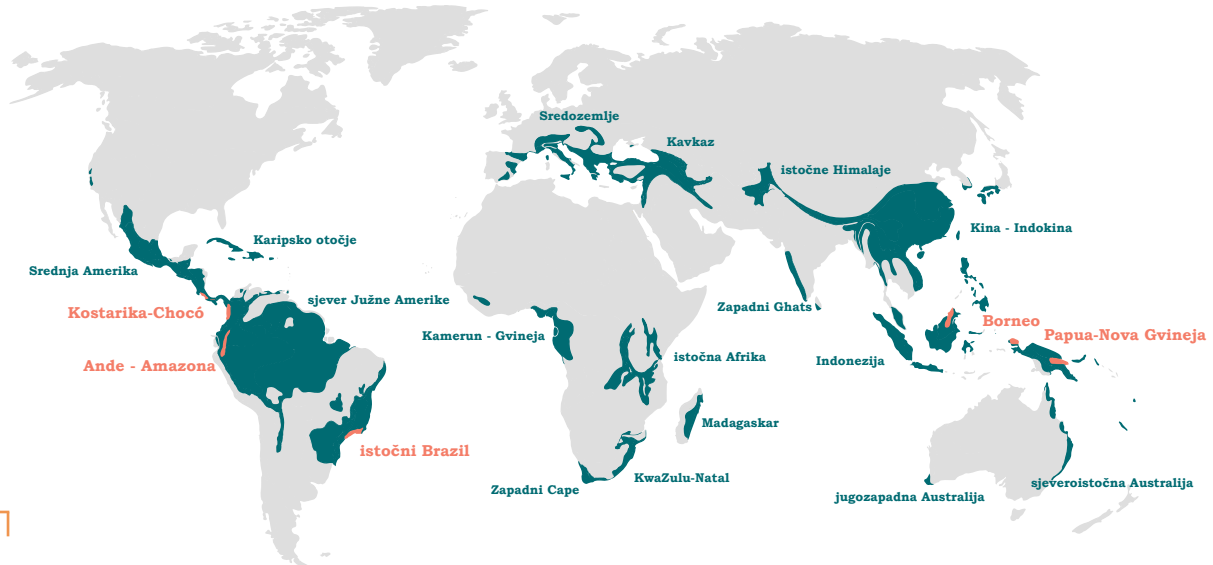 Sredozemlje
Kavkaz
istočne Himalaje
Kina - Indokina
Karipsko otočje
Srednja Amerika
sjever Južne Amerike
Zapadni Ghats
Kostarika-Chocó
Borneo
Kamerun - Gvineja
Papua-Nova Gvineja
istočna Afrika
Indonezija
Ande - Amazona
Madagaskar
istočni Brazil
KwaZulu-Natal
sjeveroistočna Australija
Zapadni Cape
jugozapadna Australija